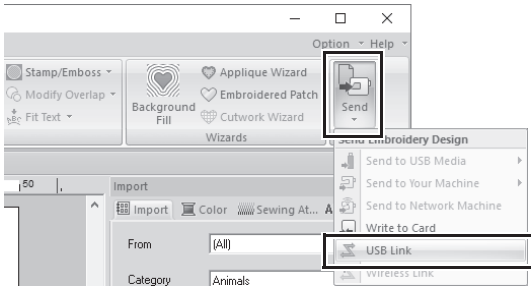 Option Help
Stamp/Emboss
Modify Overlap
Fit Text
Background
Fill
Applique Wizard
Embroidered Patch
Cutwork Wizard
Wizards
Send
Send Embroidery Design
Send to USB Media
Send to Your Machine
Send to Network Machine
Write to Card
USB Link
Wireless Link
50
Import
Import Color Sewing At... A
From (All)
Category Animals